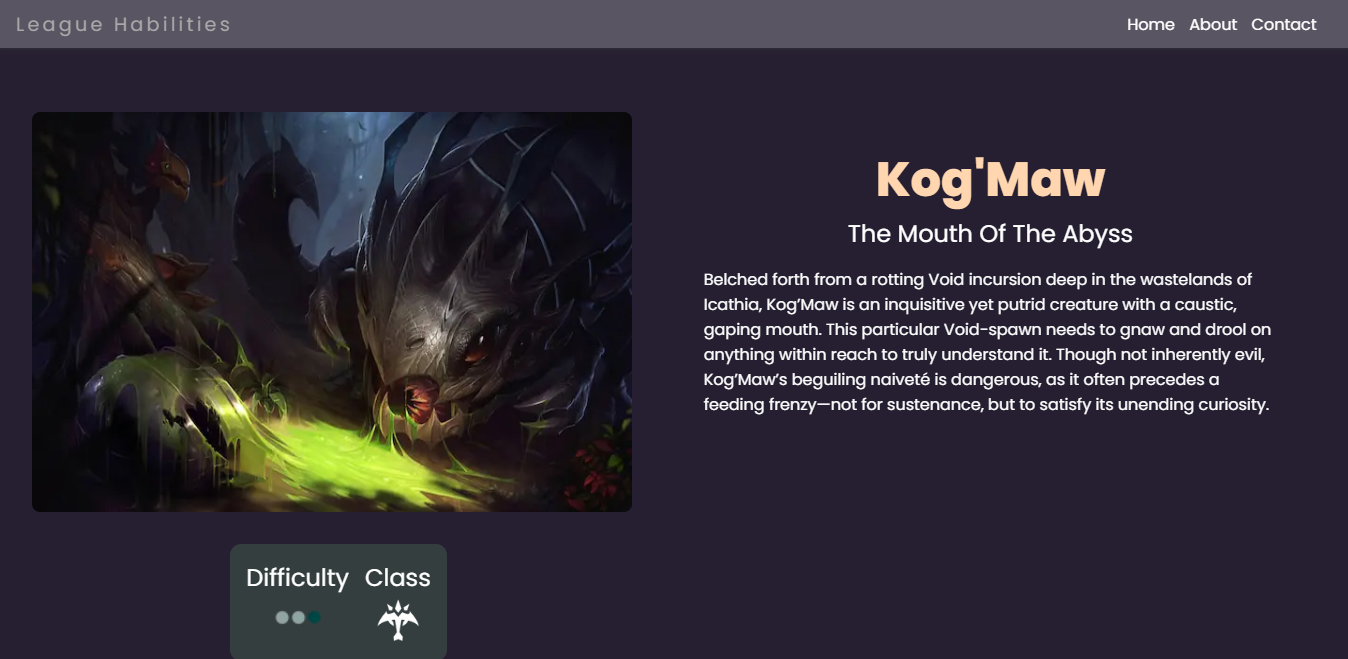 League Habilities
Home About Contact
Kog'Maw
The Mouth Of The Abyss
Belched forth from a rotting Void incursion deep in the wastelands of
Icathia, Kog’Maw is an inquisitive yet putrid creature with a caustic,
gaping mouth. This particular Void-spawn needs to gnaw and drool on
anything within reach to truly understand it. Though not inherently evil,
Kog’Maw’s beguiling naiveté is dangerous, as it often precedes a
feeding frenzy—not for sustenance, but to satisfy its unending curiosity.
Difficulty Class